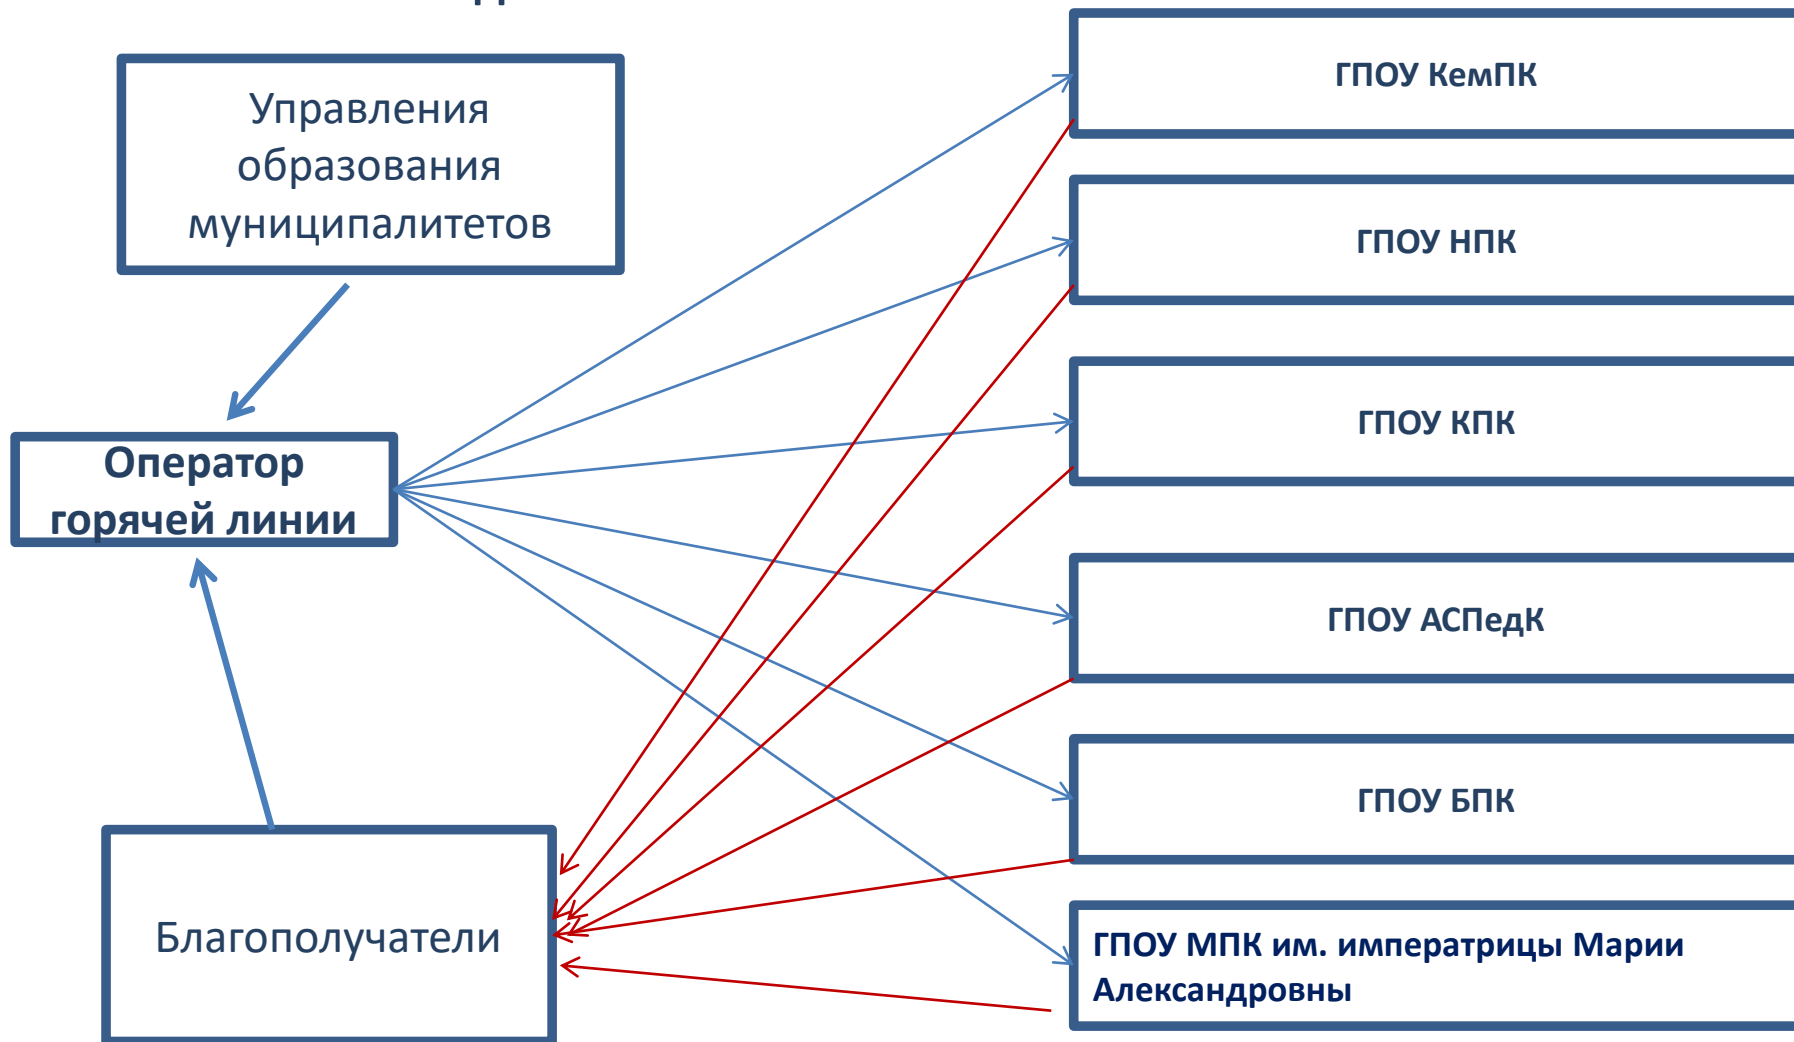 Управления
образования
муниципалитетов
Оператор
горячей линии
Благополучатели
ГПОУ КемПК
ГПОУ НПК
ГПОУ КПК
ГПОУ АСПедК
ГПОУ БПК
ГПОУ МПК им. императрицы Марии
Александровны